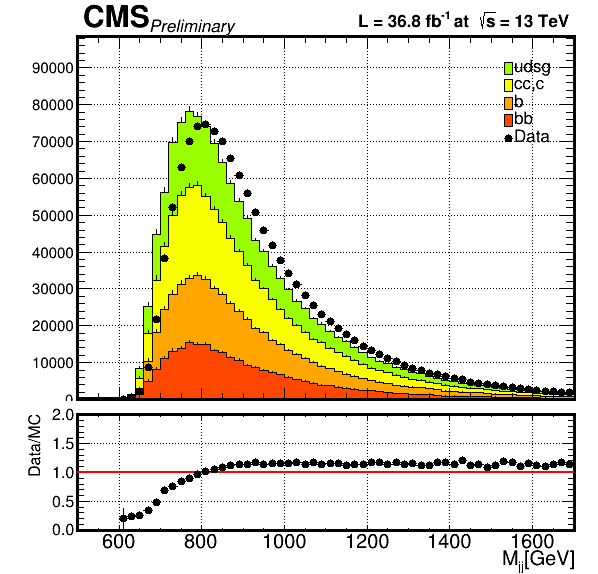 CMS Preliminary L = 36.8 fb⁻¹ at √s = 13 TeV
90000
80000
70000
60000
50000
40000
30000
20000
10000
0
udsg
cc,c
b
bb
Data
Data/MC
2.0
1.5
1.0
0.5
0.0
600 800 1000 1200 1400 1600
Mjj[GeV]